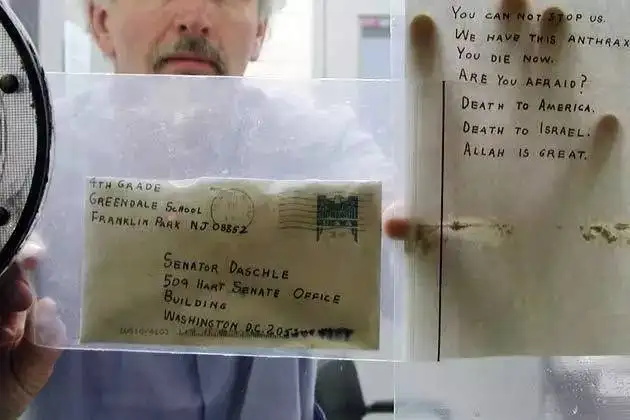 YOU CAN NOT STOP US.
WE HAVE THIS ANTHRAX
YOU DIE NOW.
ARE YOU AFRAID?
DEATH TO AMERICA.
DEATH TO ISRAEL.
ALLAH IS GREAT.
4TH GRADE
GREENDALE SCHOOL
FRANKLIN PARK NJ 08852
SENATOR DASCHLE
509 HART SENATE OFFICE
BUILDING
WASHINGTON D.C. 205